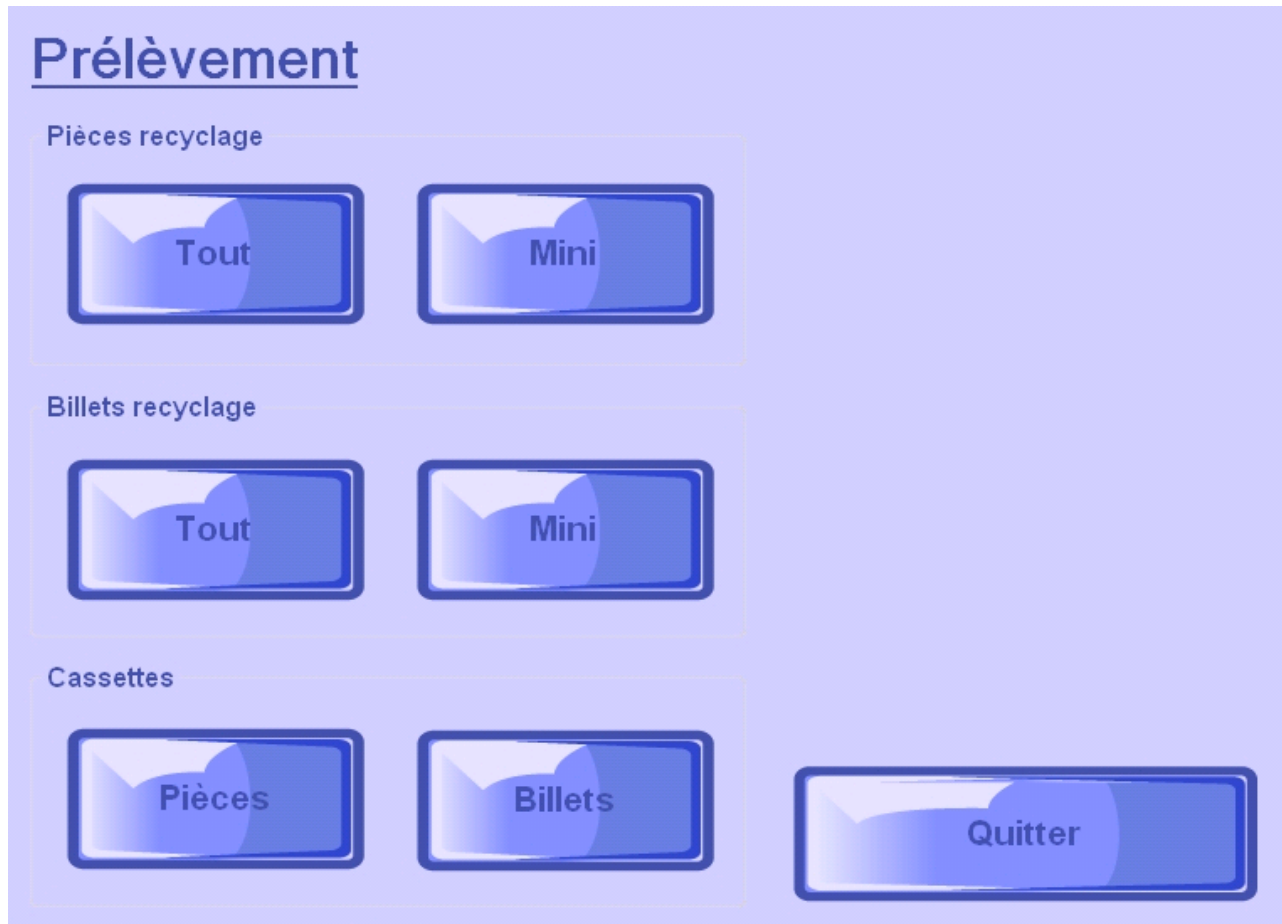 Prélèvement
Pièces recyclage
Tout
Mini
Billets recyclage
Tout
Mini
Cassettes
Pièces
Billets
Quitter